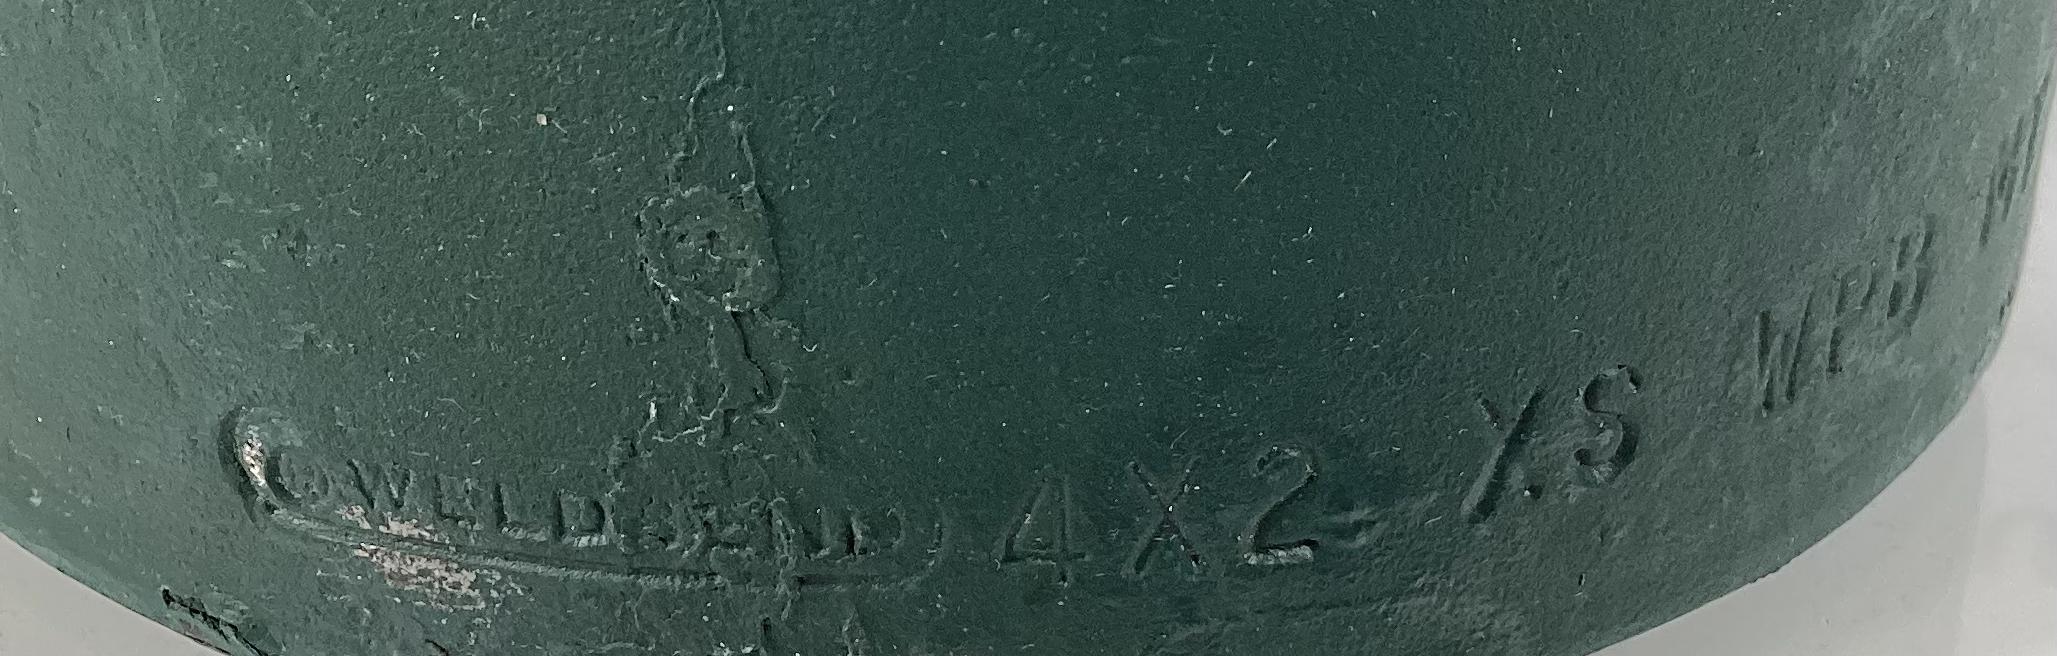 WELDBEND 4X2 XS WPB